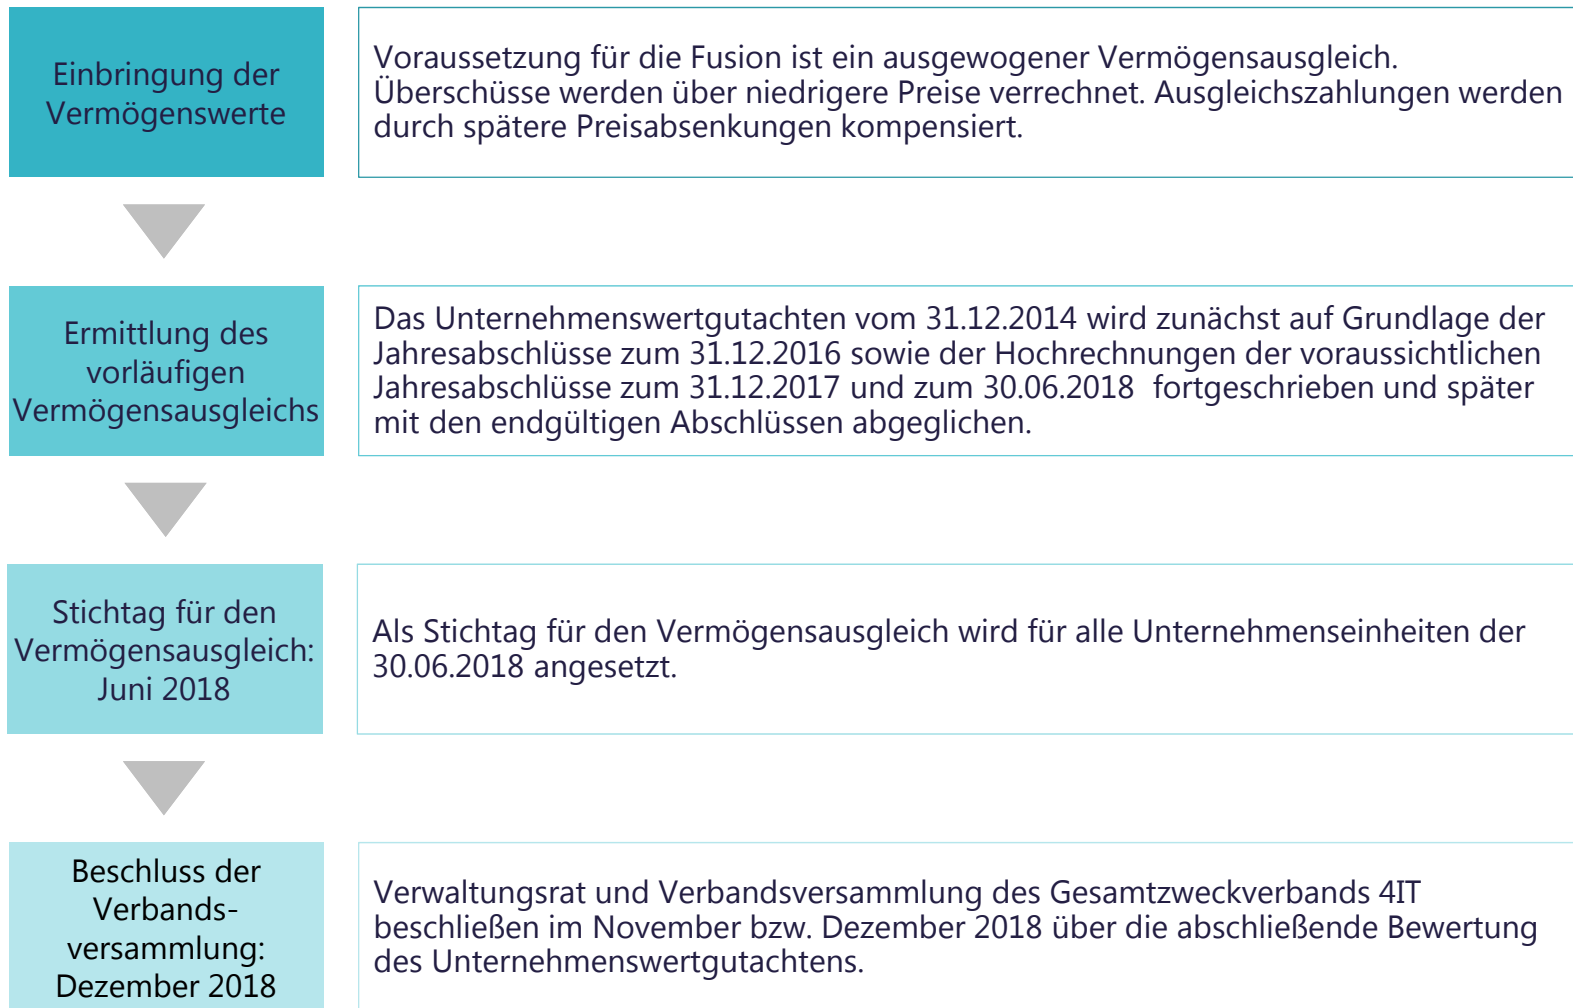 Einbringung der
Vermögenswerte
Voraussetzung für die Fusion ist ein ausgewogener Vermögensausgleich.
Überschüsse werden über niedrigere Preise verrechnet. Ausgleichszahlungen werden
durch spätere Preisabsenkungen kompensiert.
Ermittlung des
vorläufigen
Vermögensausgleichs
Das Unternehmenswertgutachten vom 31.12.2014 wird zunächst auf Grundlage der
Jahresabschlüsse zum 31.12.2016 sowie der Hochrechnungen der voraussichtlichen
Jahresabschlüsse zum 31.12.2017 und zum 30.06.2018  fortgeschrieben und später
mit den endgültigen Abschlüssen abgeglichen.
Stichtag für den
Vermögensausgleich:
Juni 2018
Als Stichtag für den Vermögensausgleich wird für alle Unternehmenseinheiten der
30.06.2018 angesetzt.
Beschluss der
Verbands-
versammlung:
Dezember 2018
Verwaltungsrat und Verbandsversammlung des Gesamtzweckverbands 4IT
beschließen im November bzw. Dezember 2018 über die abschließende Bewertung
des Unternehmenswertgutachtens.